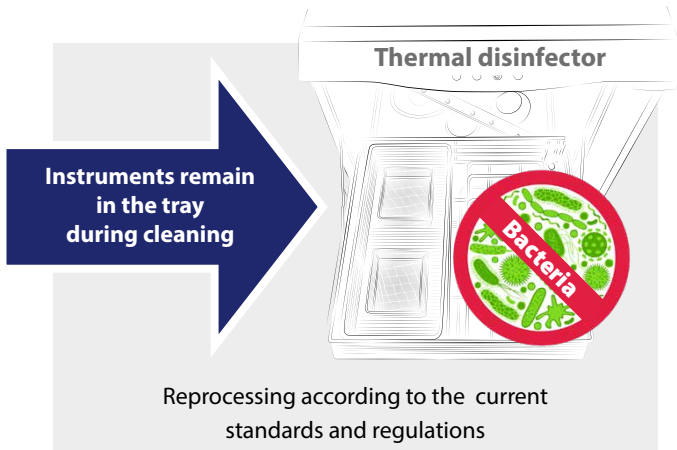 Thermal disinfector
Instruments remain
in the tray
during cleaning
Bacteria
Reprocessing according to the current
standards and regulations